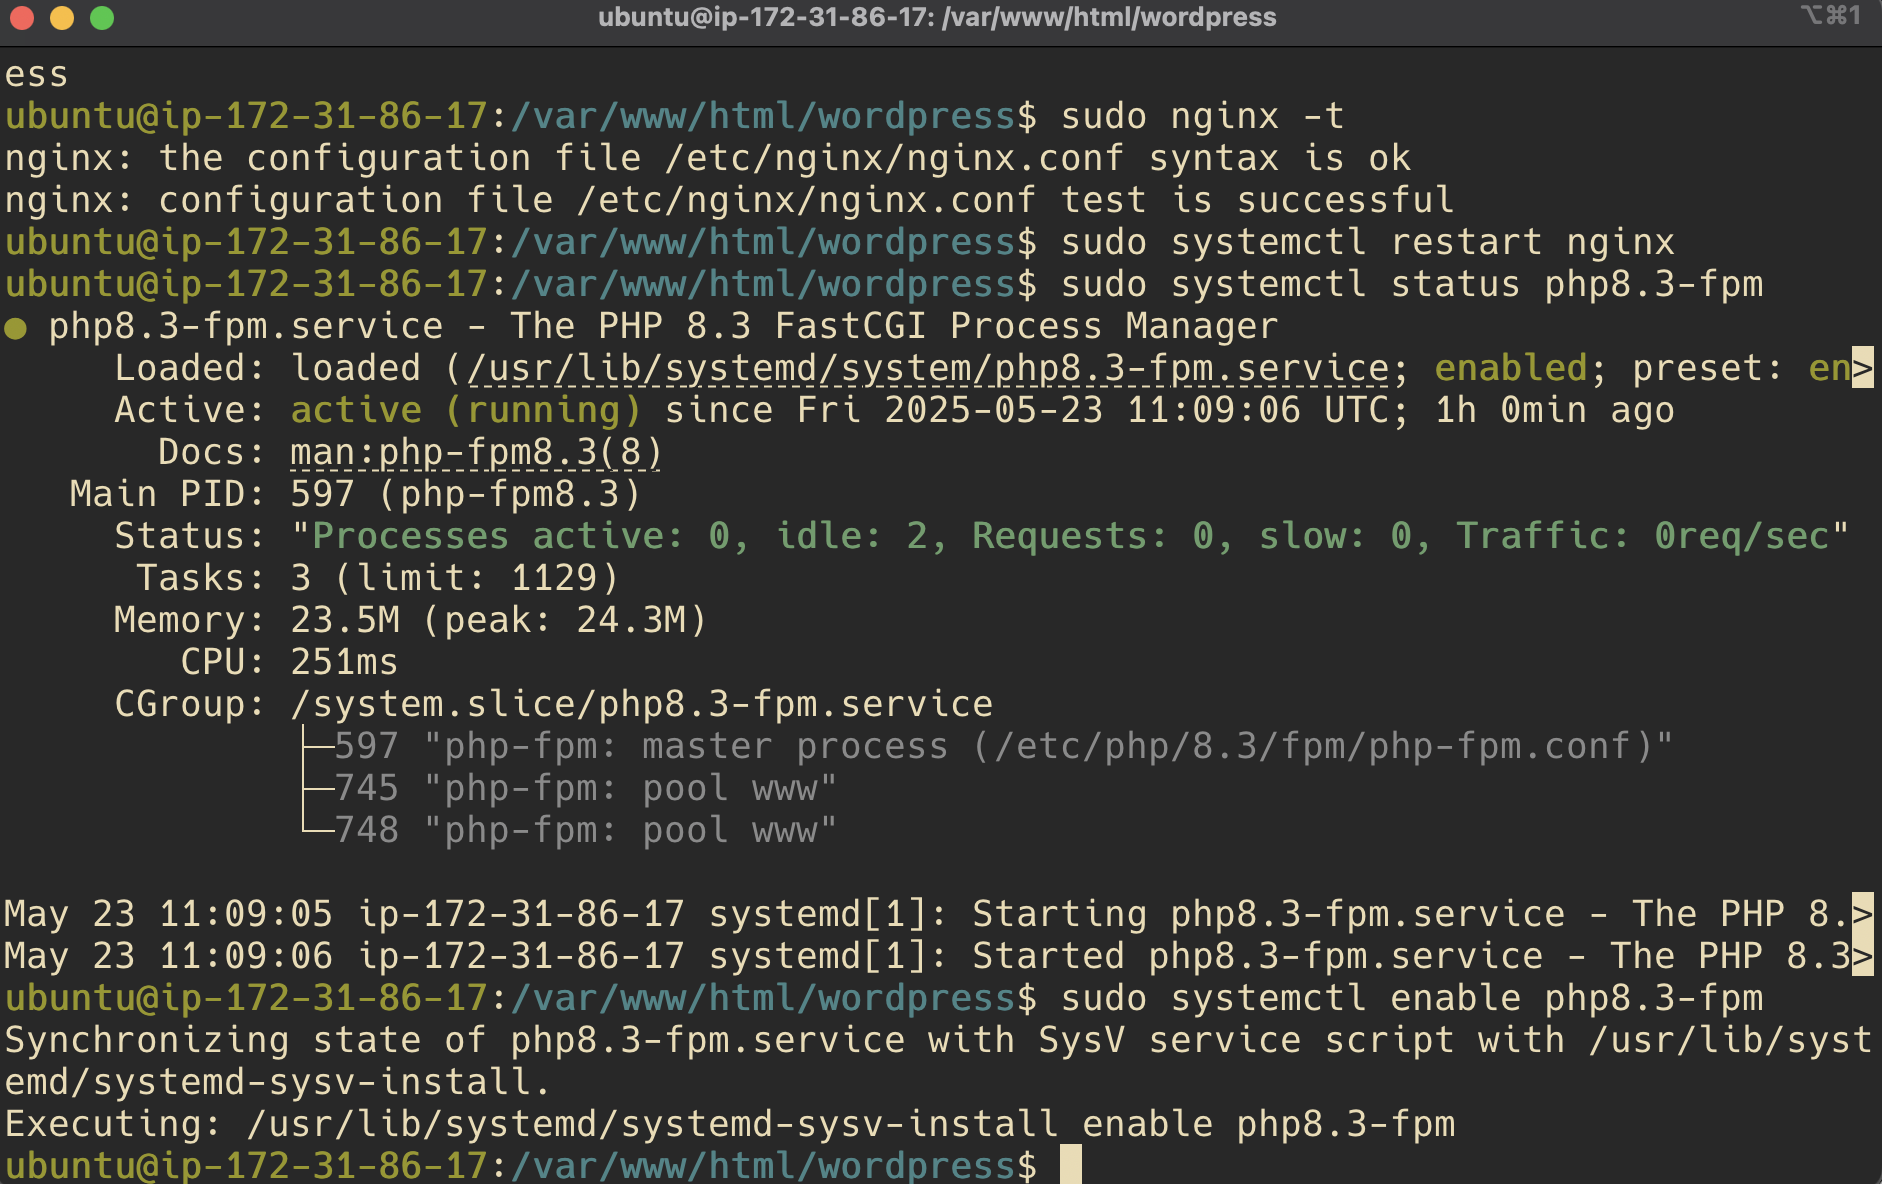 ubuntu@ip-172-31-86-17: /var/www/html/wordpress ⌥⌘1
ess
ubuntu@ip-172-31-86-17:/var/www/html/wordpress$ sudo nginx -t
nginx: the configuration file /etc/nginx/nginx.conf syntax is ok
nginx: configuration file /etc/nginx/nginx.conf test is successful
ubuntu@ip-172-31-86-17:/var/www/html/wordpress$ sudo systemctl restart nginx
ubuntu@ip-172-31-86-17:/var/www/html/wordpress$ sudo systemctl status php8.3-fpm
● php8.3-fpm.service - The PHP 8.3 FastCGI Process Manager
     Loaded: loaded (/usr/lib/systemd/system/php8.3-fpm.service; enabled; preset: en>
     Active: active (running) since Fri 2025-05-23 11:09:06 UTC; 1h 0min ago
       Docs: man:php-fpm8.3(8)
   Main PID: 597 (php-fpm8.3)
     Status: "Processes active: 0, idle: 2, Requests: 0, slow: 0, Traffic: 0req/sec"
      Tasks: 3 (limit: 1129)
     Memory: 23.5M (peak: 24.3M)
        CPU: 251ms
     CGroup: /system.slice/php8.3-fpm.service
             ├─597 "php-fpm: master process (/etc/php/8.3/fpm/php-fpm.conf)"
             ├─745 "php-fpm: pool www"
             └─748 "php-fpm: pool www"
May 23 11:09:05 ip-172-31-86-17 systemd[1]: Starting php8.3-fpm.service - The PHP 8.>
May 23 11:09:06 ip-172-31-86-17 systemd[1]: Started php8.3-fpm.service - The PHP 8.3>
ubuntu@ip-172-31-86-17:/var/www/html/wordpress$ sudo systemctl enable php8.3-fpm
Synchronizing state of php8.3-fpm.service with SysV service script with /usr/lib/syst
emd/systemd-sysv-install.
Executing: /usr/lib/systemd/systemd-sysv-install enable php8.3-fpm
ubuntu@ip-172-31-86-17:/var/www/html/wordpress$